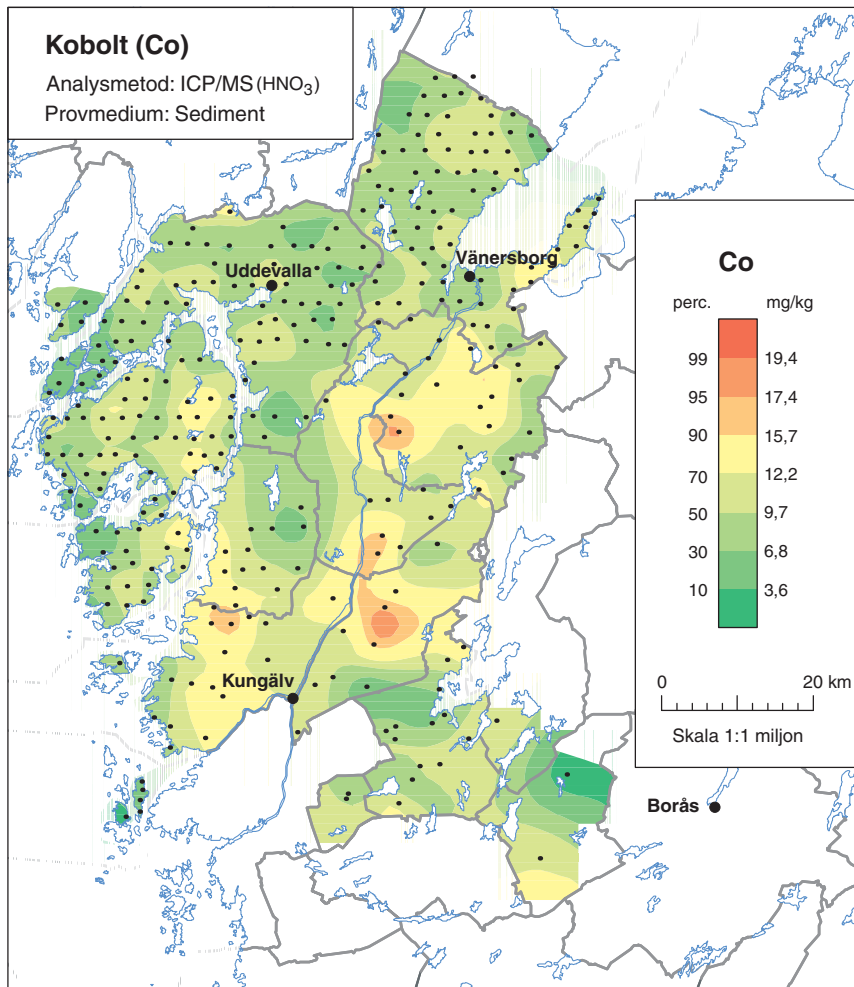 Kobolt (Co)
Analysmetod: ICP/MS (HNO3)
Provmedium: Sediment
Vänersborg
Uddevalla
Kungälv
Borås
Co
perc. mg/kg
99 19,4
95 17,4
90 15,7
70 12,2
50 9,7
30 6,8
10 3,6
0 20 km
Skala 1:1 miljon